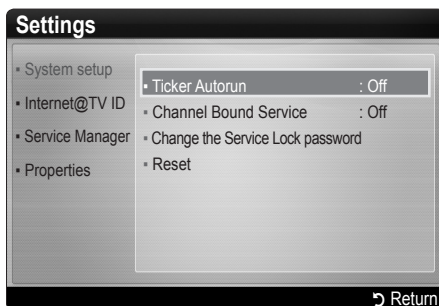 Settings
System setup
Internet@TV ID
Service Manager
Properties
Ticker Autorun : Off
Channel Bound Service : Off
Change the Service Lock password
Reset
Return